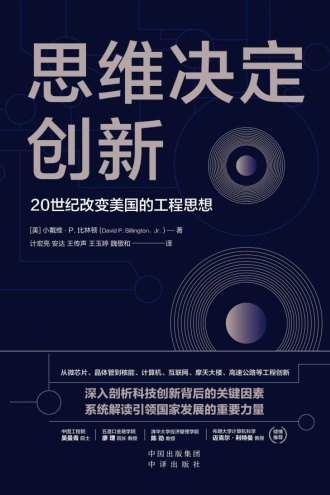 思维决定
创新
20世纪改变美国的工程思想
[美] 小戴维·P. 比林顿 (David P. Billington, Jr.) 著
计宏亮 安达 王传声 王玉婷 魏敬和 译
从微芯片、晶体管到核能、计算机、互联网、摩天大楼、高速公路等工程创新
深入剖析科技创新背后的关键因素
系统解读引领国家发展的重要力量
中国工程院 五道口金融学院 清华大学经济管理学院 布朗大学计算机科学
吴曼青 院士 廖 理 院长 教授 陈 劲 教授 迈克尔·利特曼 教授
倾情推荐
中国出版集团
中译出版社